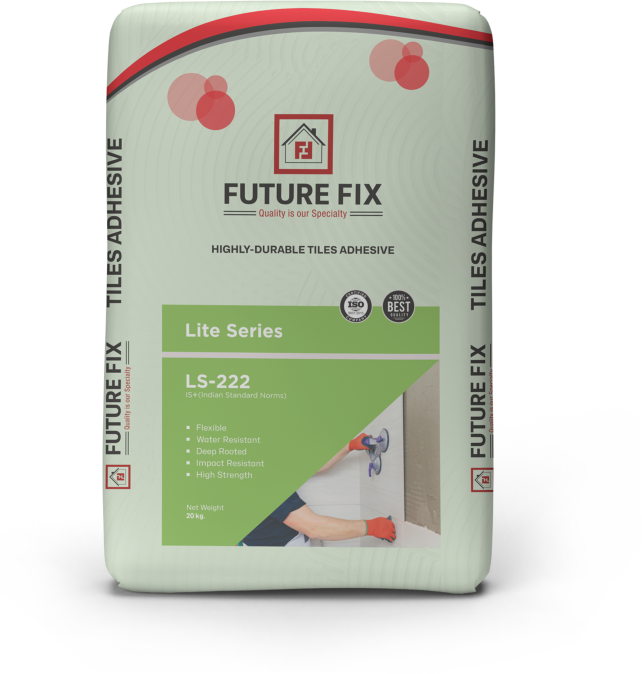 FUTURE FIX
Quality is our Specialty
HIGHLY-DURABLE TILES ADHESIVE
ISO
100%
BEST
QUALITY
Lite Series
LS-222
IS+(Indian Standard Norms)
Flexible
Water Resistant
Deep Rooted
Impact Resistant
High Strength
Net Weight
20 kg.
TILES ADHESIVE
FUTURE FIX
Quality is our Specialty
TILES ADHESIVE
FUTURE FIX
Quality is our Specialty